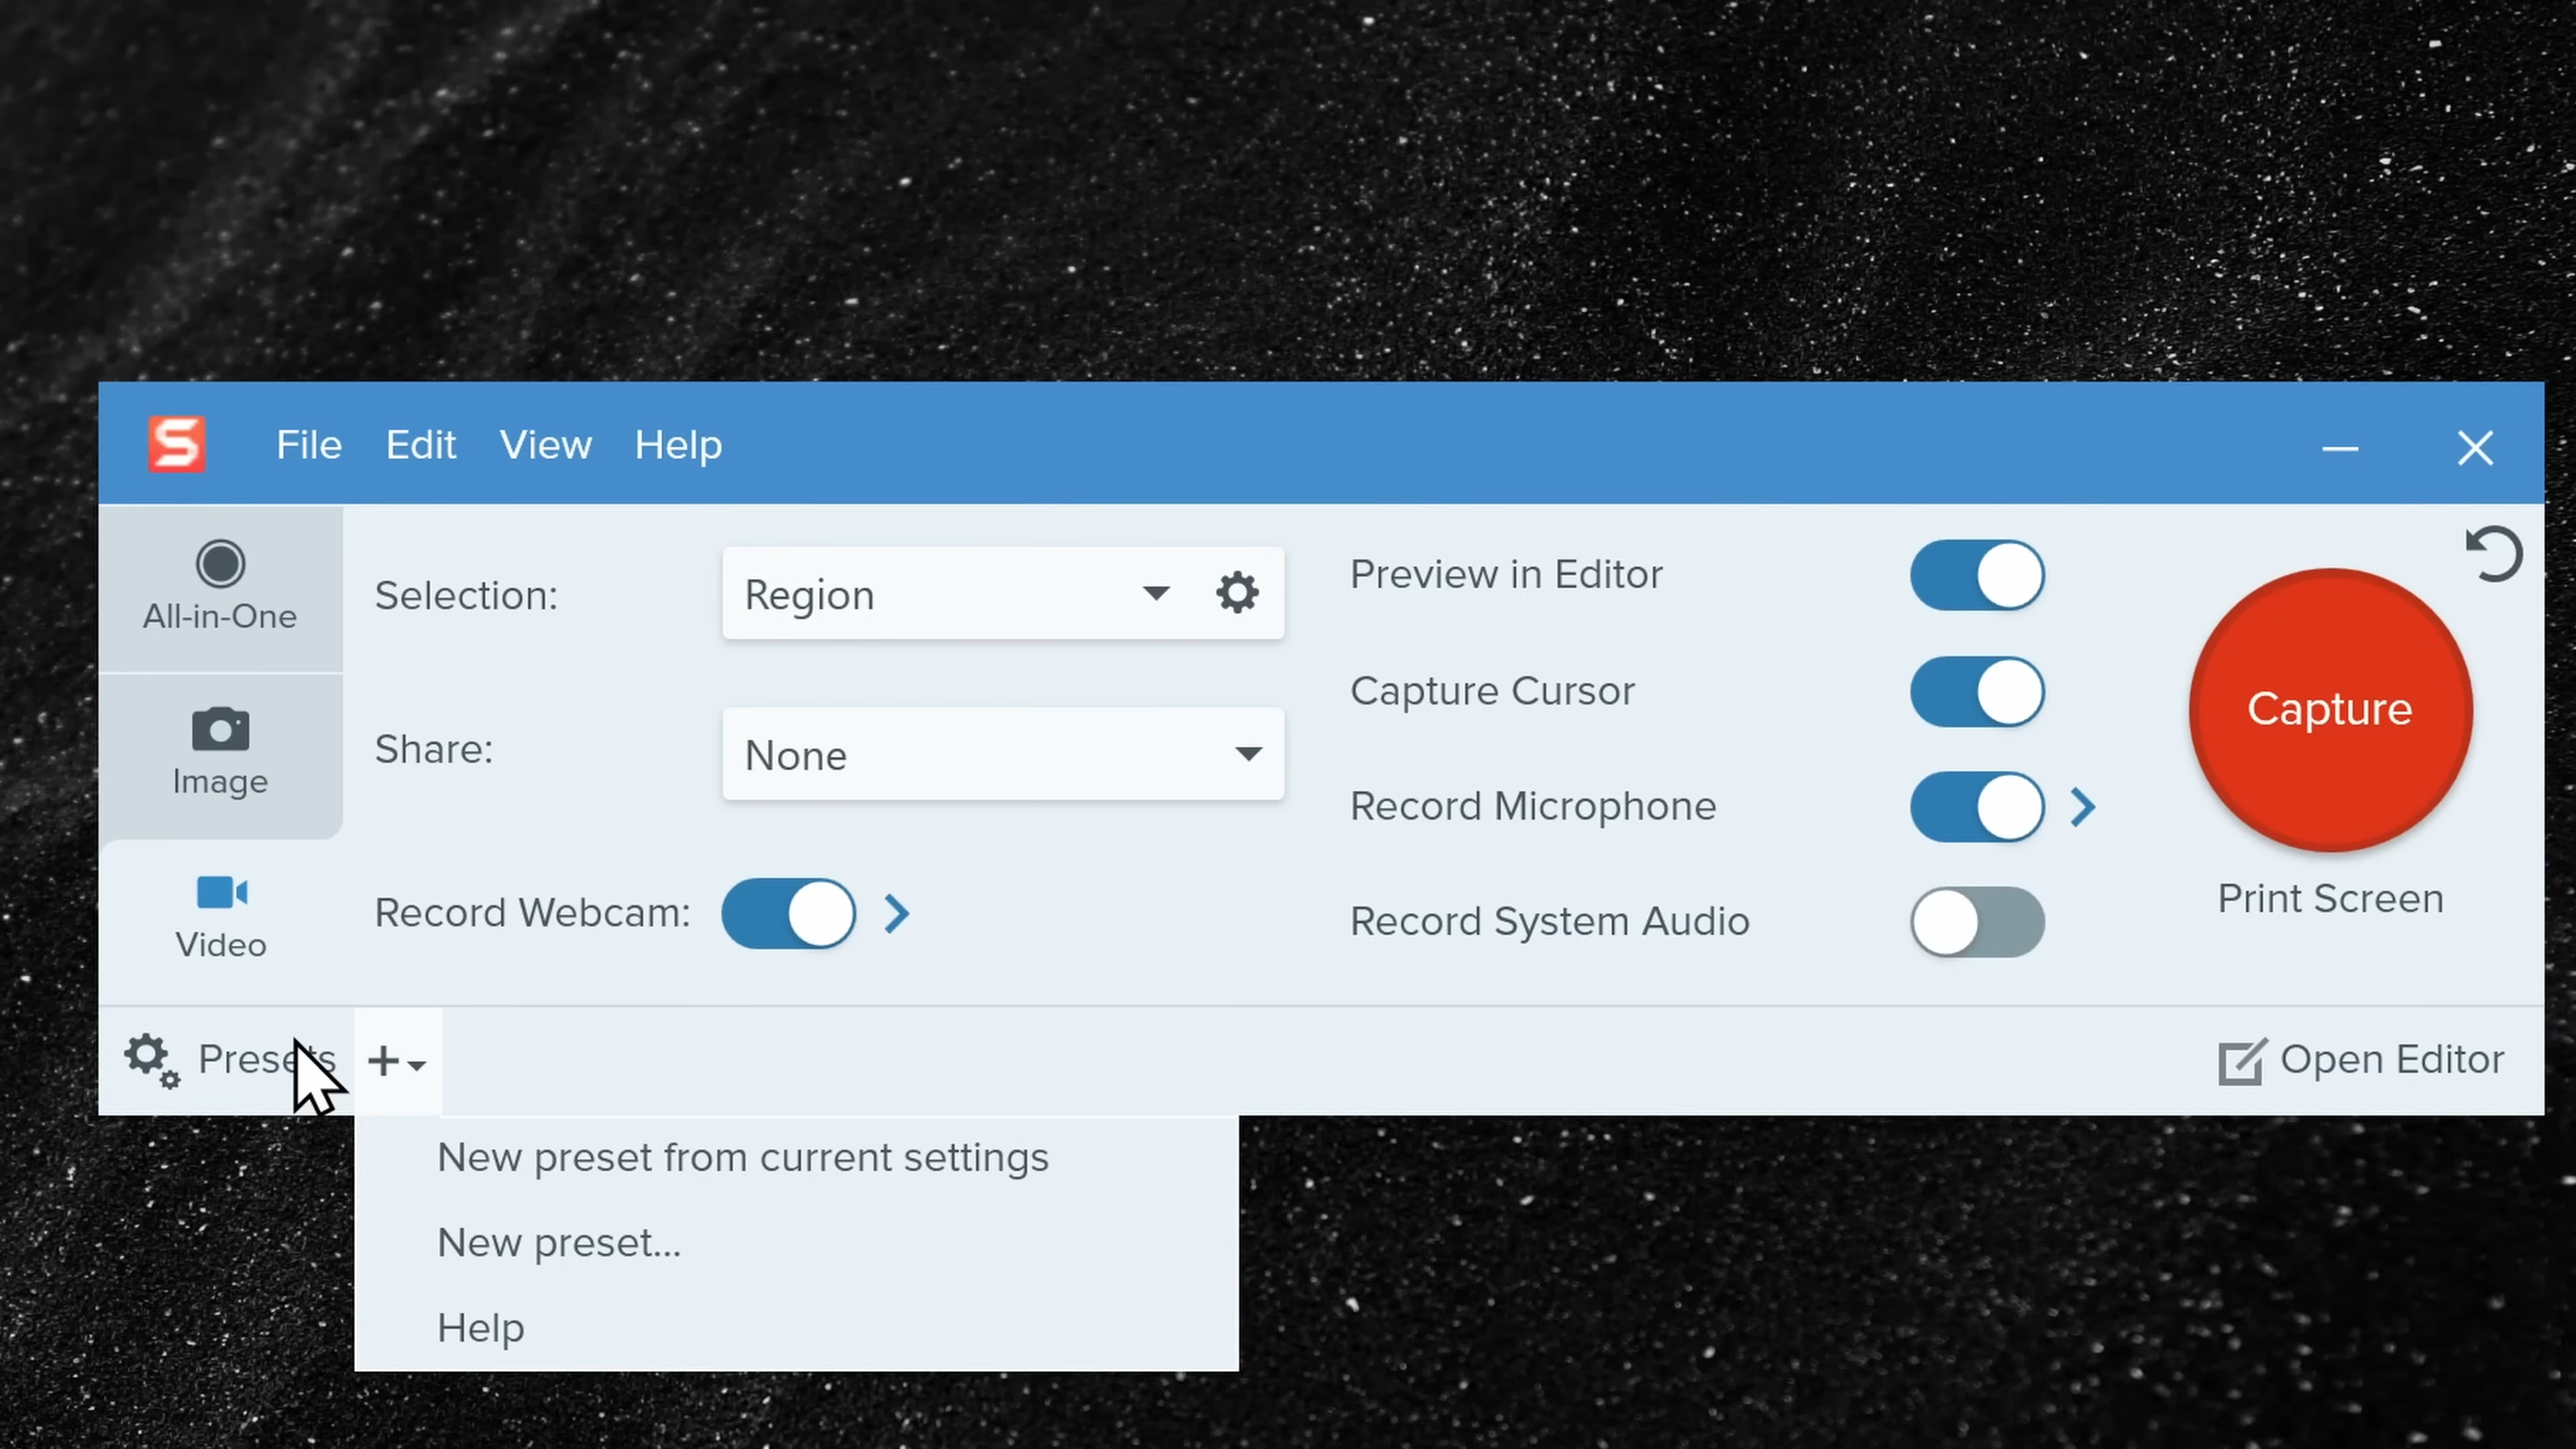 File Edit View Help
All-in-One
Image
Video
Selection: Region
Share: None
Record Webcam:
Preview in Editor
Capture Cursor
Record Microphone
Record System Audio
Capture
Print Screen
Presets
Open Editor
New preset from current settings
New preset...
Help